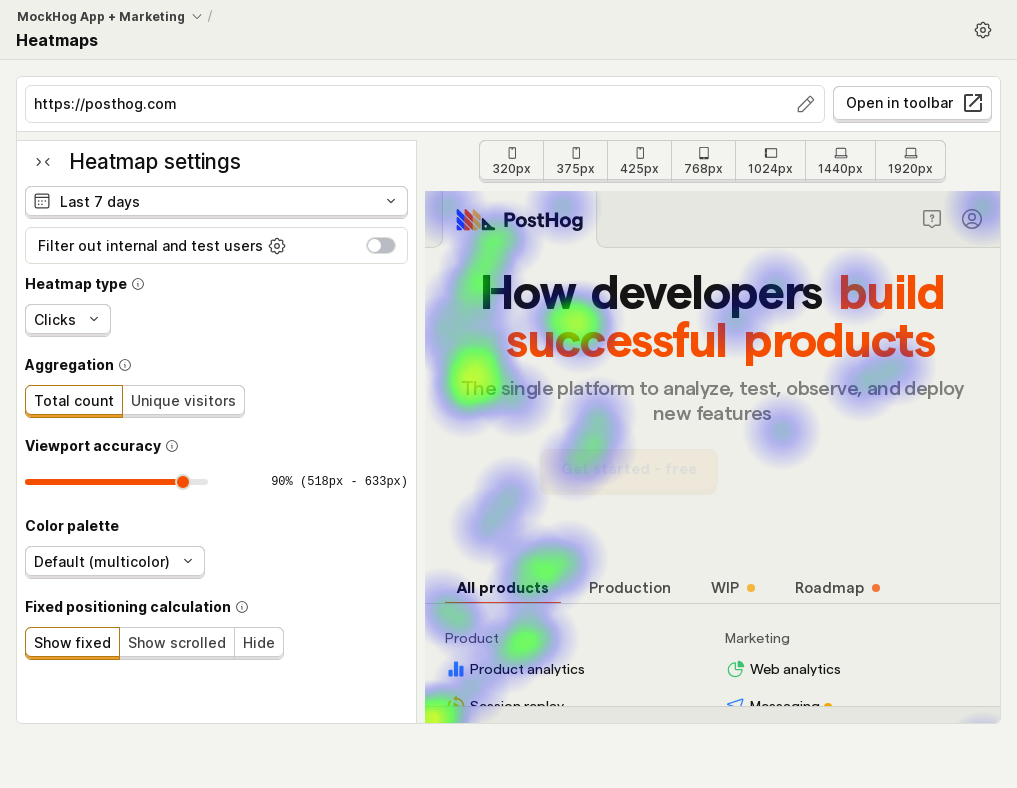 MockHog App + Marketing /
Heatmaps
https://posthog.com
Open in toolbar
Heatmap settings
Last 7 days
Filter out internal and test users
Heatmap type
Clicks
Aggregation
Total count Unique visitors
Viewport accuracy
90% (518px - 633px)
Color palette
Default (multicolor)
Fixed positioning calculation
Show fixed Show scrolled Hide
320px 375px 425px 768px 1024px 1440px 1920px
PostHog
How developers build
successful products
The single platform to analyze, test, observe, and deploy
new features
Get started - free
All products Production WIP Roadmap
Product Marketing
Product analytics Web analytics
Session replay Messaging